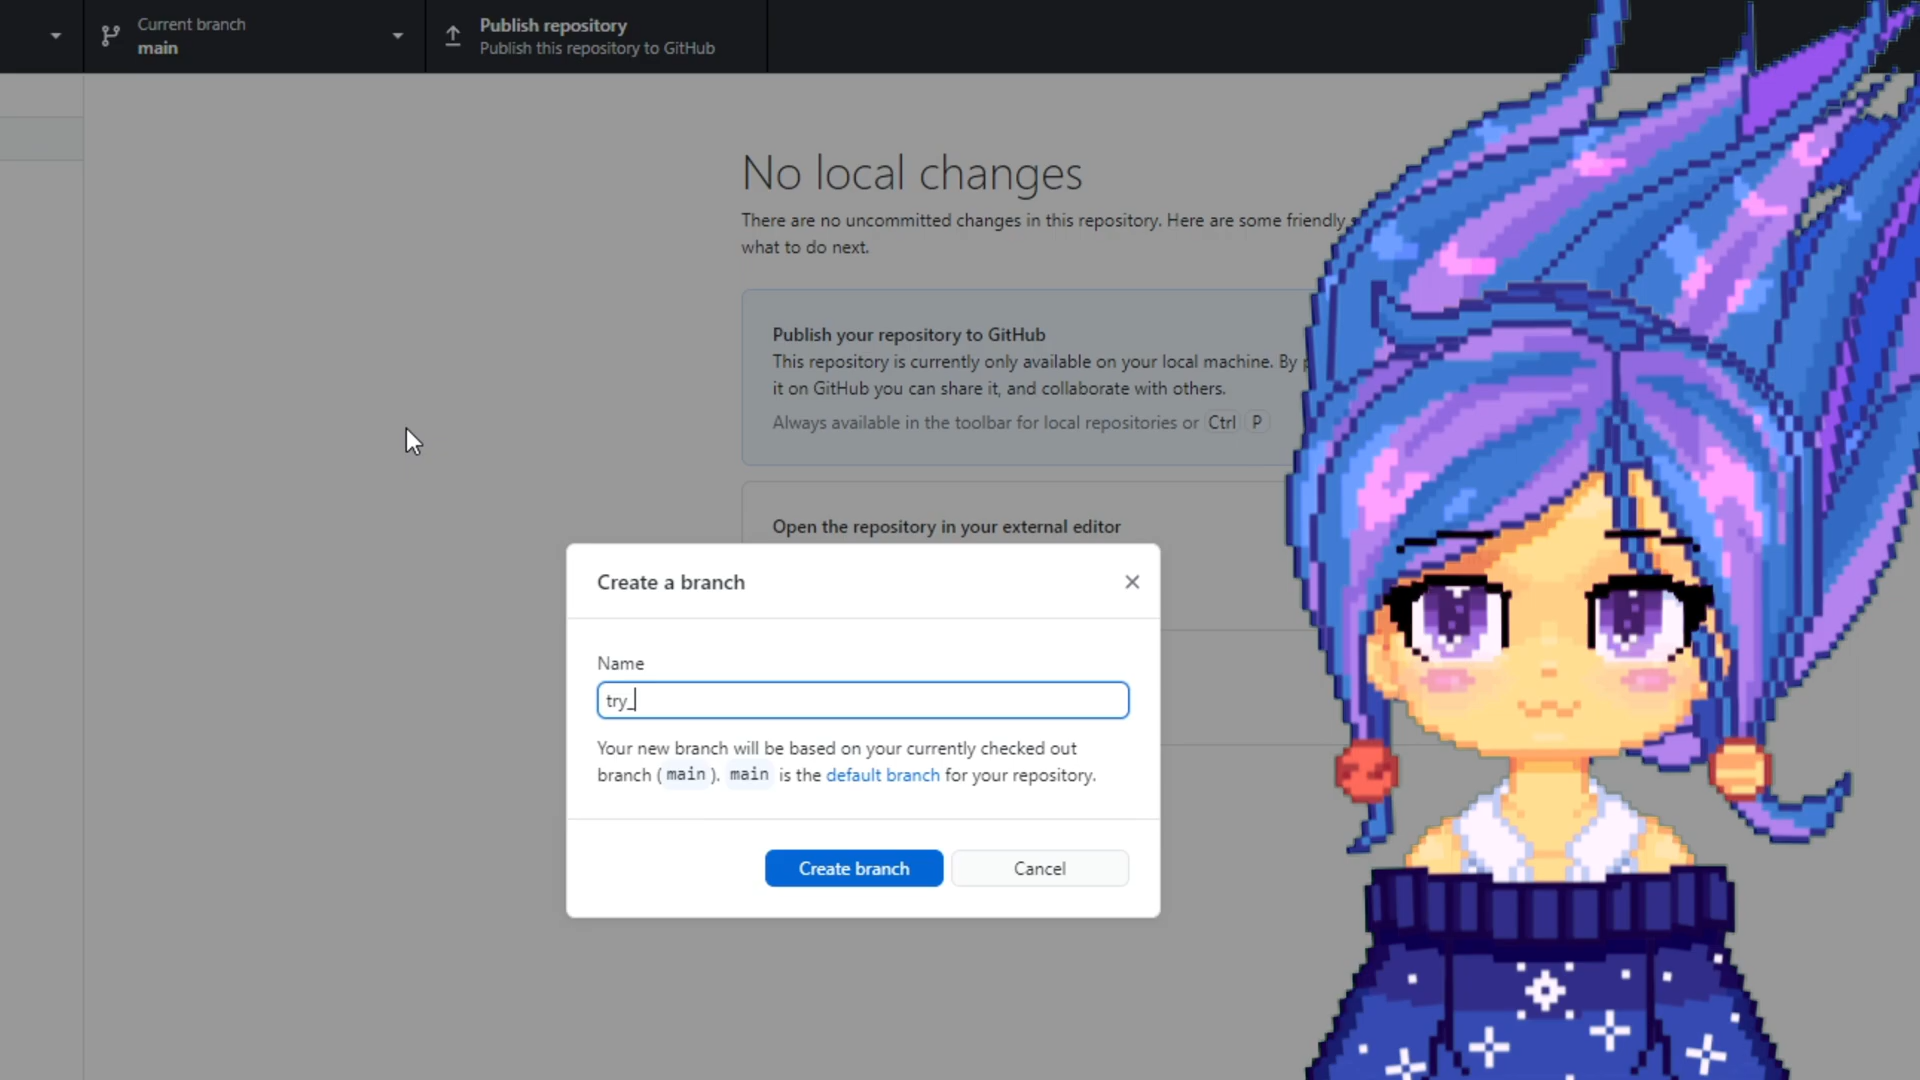 Current branch
main
Publish repository
Publish this repository to GitHub
No local changes
There are no uncommitted changes in this repository. Here are some friendly
what to do next.
Publish your repository to GitHub
This repository is currently only available on your local machine. By
it on GitHub you can share it, and collaborate with others.
Always available in the toolbar for local repositories or Ctrl P
Open the repository in your external editor
Create a branch
Name
try_
Your new branch will be based on your currently checked out
branch (main). main is the default branch for your repository.
Create branch
Cancel